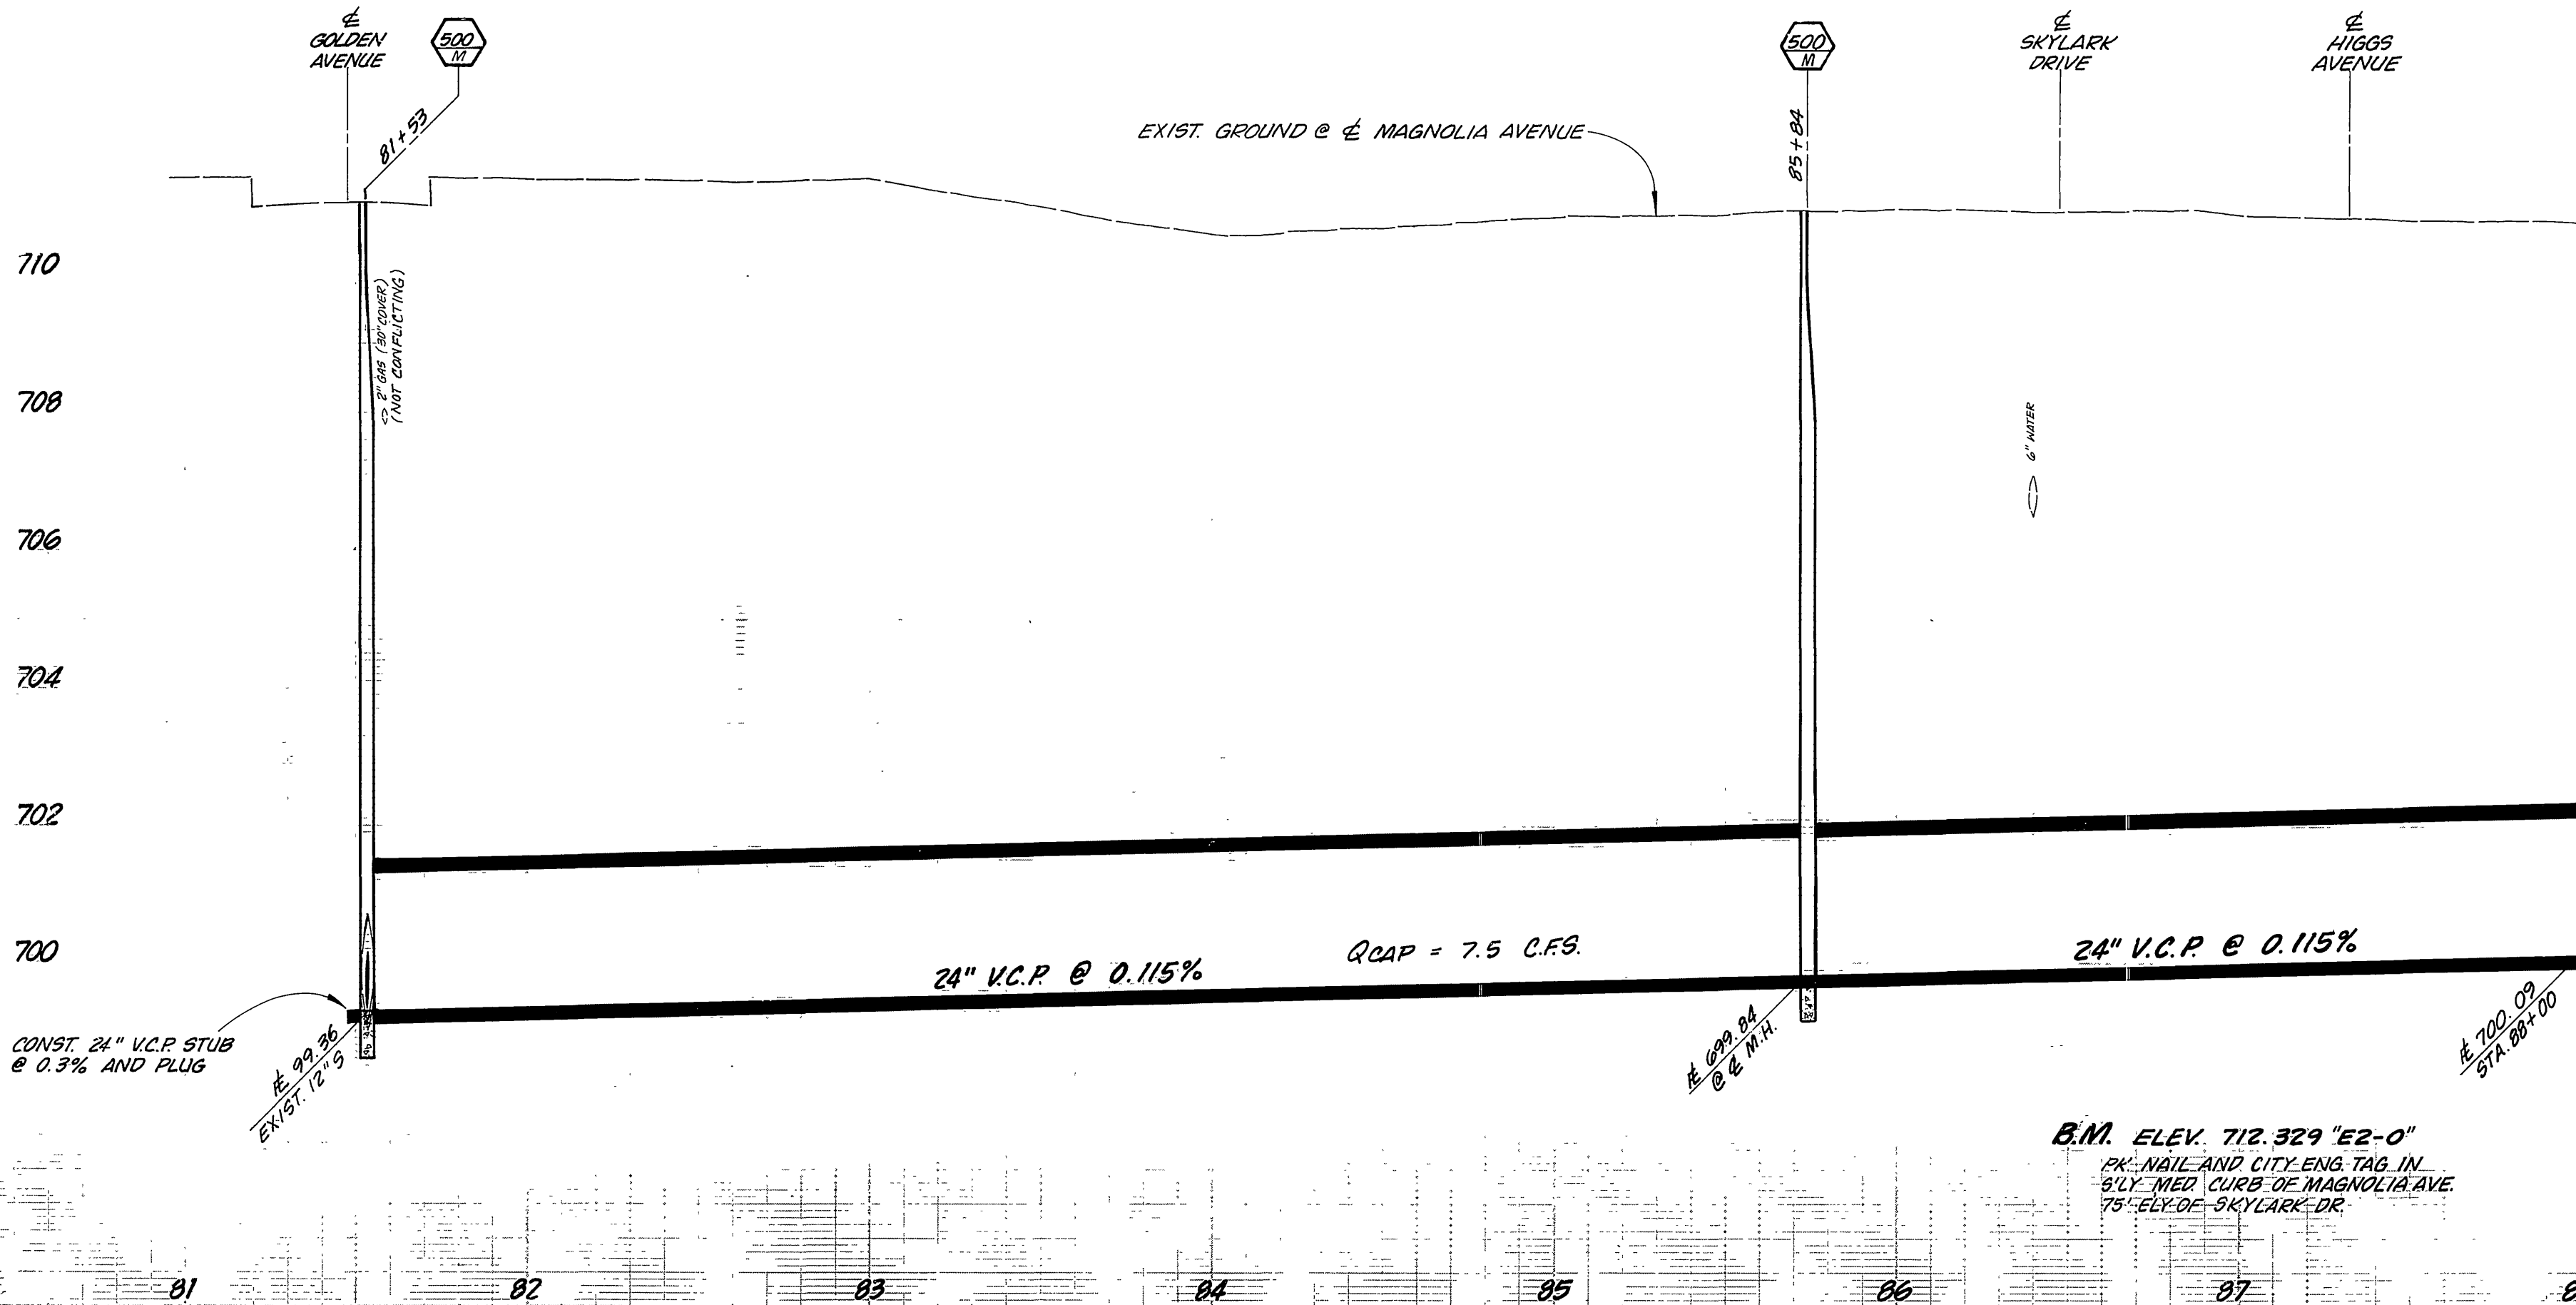 ℄
GOLDEN
AVENUE
500
M
81+53
EXIST. GROUND @ ℄ MAGNOLIA AVENUE
500
M
85+84
℄
SKYLARK
DRIVE
℄
HIGGS
AVENUE
710
708
706
704
702
700
2" GAS (30" COVER)
(NOT CONFLICTING)
6" WATER
24" V.C.P. @ 0.115%
QCAP = 7.5 C.F.S.
24" V.C.P. @ 0.115%
CONST. 24" V.C.P. STUB
@ 0.3% AND PLUG
99.36
EXIST. 12" S
699.84
@ ℄ M.H.
700.09
STA. 88+00
B.M. ELEV. 712.329 "E2-0"
PK NAIL AND CITY ENG. TAG IN
S'LY MED. CURB OF MAGNOLIA AVE.
75' ELY OF SKYLARK DR.
81
82
83
84
85
86
87